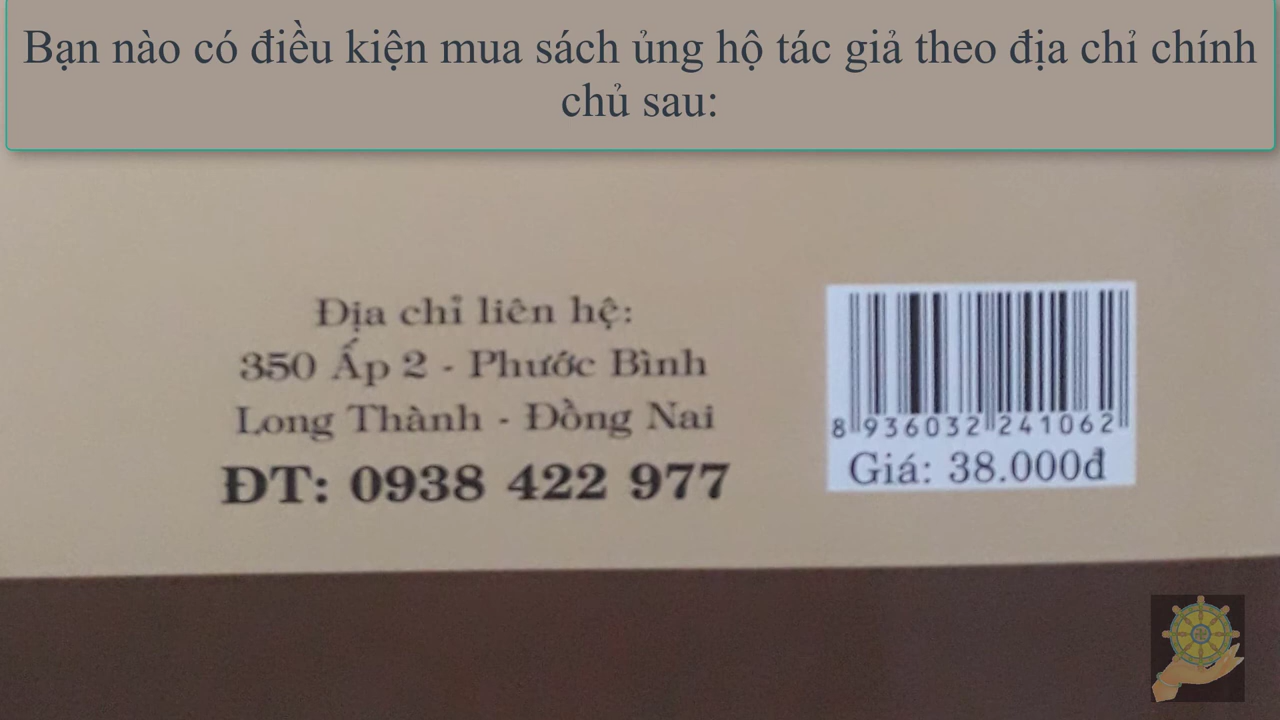 Bạn nào có điều kiện mua sách ủng hộ tác giả theo địa chỉ chính
chủ sau:
Địa chỉ liên hệ:
350 Ấp 2 - Phước Bình
Long Thành - Đồng Nai
ĐT: 0938 422 977
8 936032 241062
Giá: 38.000đ